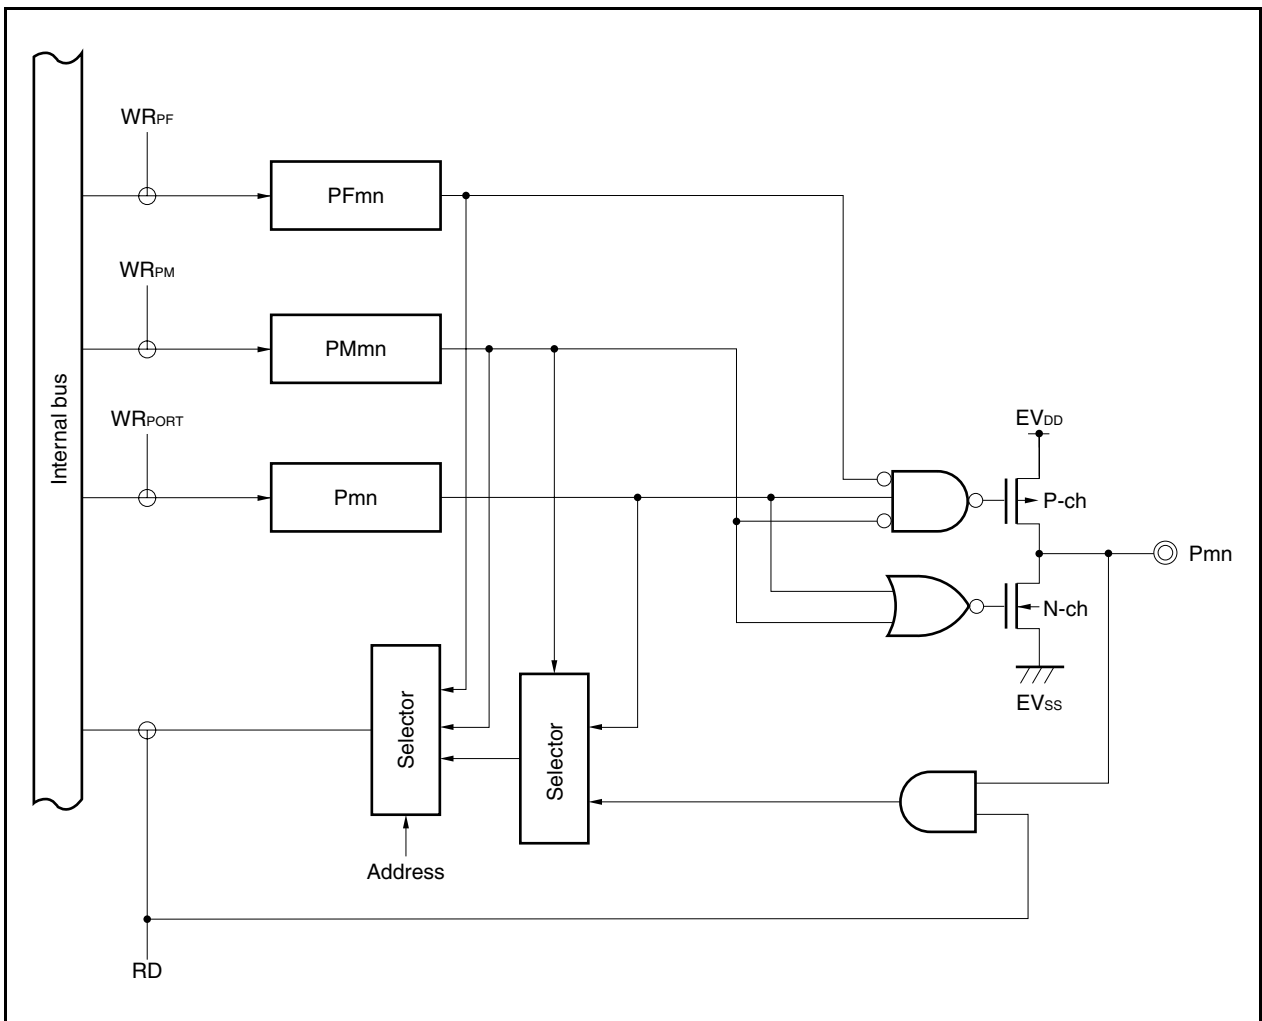 WRPF
PFmn
WRPM
PMmn
Internal bus
WRPORT
Pmn
EVDD
P-ch
Pmn
N-ch
EVSS
Selector
Selector
Address
RD